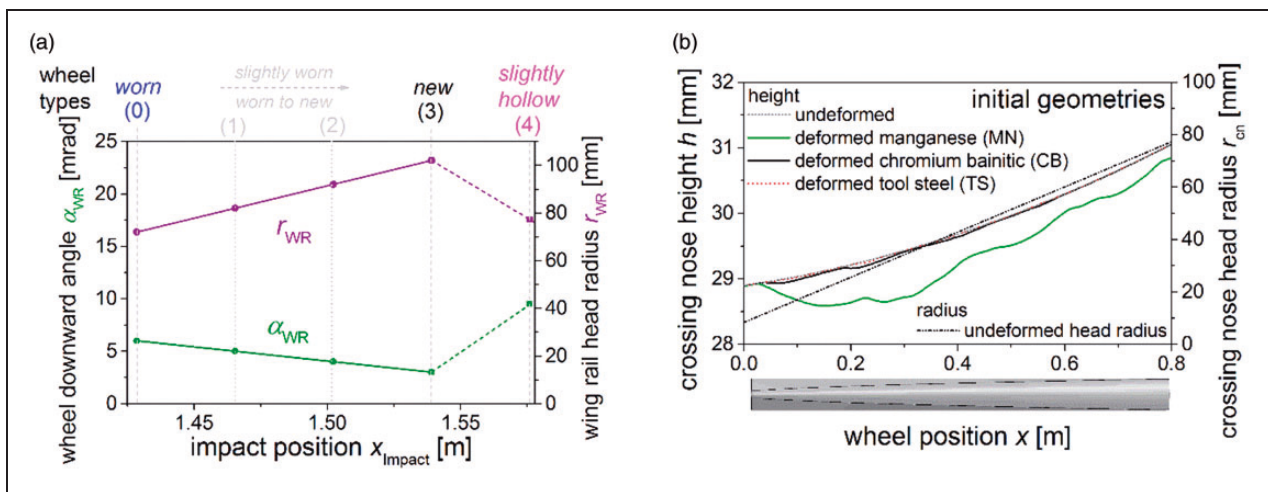 (a)
wheel types
worn (0)
slightly worn
worn to new
(1)
(2)
new (3)
slightly hollow (4)
wheel downward angle αWR [mrad]
25
20
15
10
5
0
rWR
αWR
100
80
60
40
20
0
wing rail head radius rWR [mm]
1.45
1.50
1.55
impact position xImpact [m]
(b)
crossing nose height h [mm]
32
31
30
29
28
height
undeformed
deformed manganese (MN)
deformed chromium bainitic (CB)
deformed tool steel (TS)
initial geometries
radius
undeformed head radius
100
80
60
40
20
0
crossing nose head radius rcn [mm]
0.0
0.2
0.4
0.6
0.8
wheel position x [m]